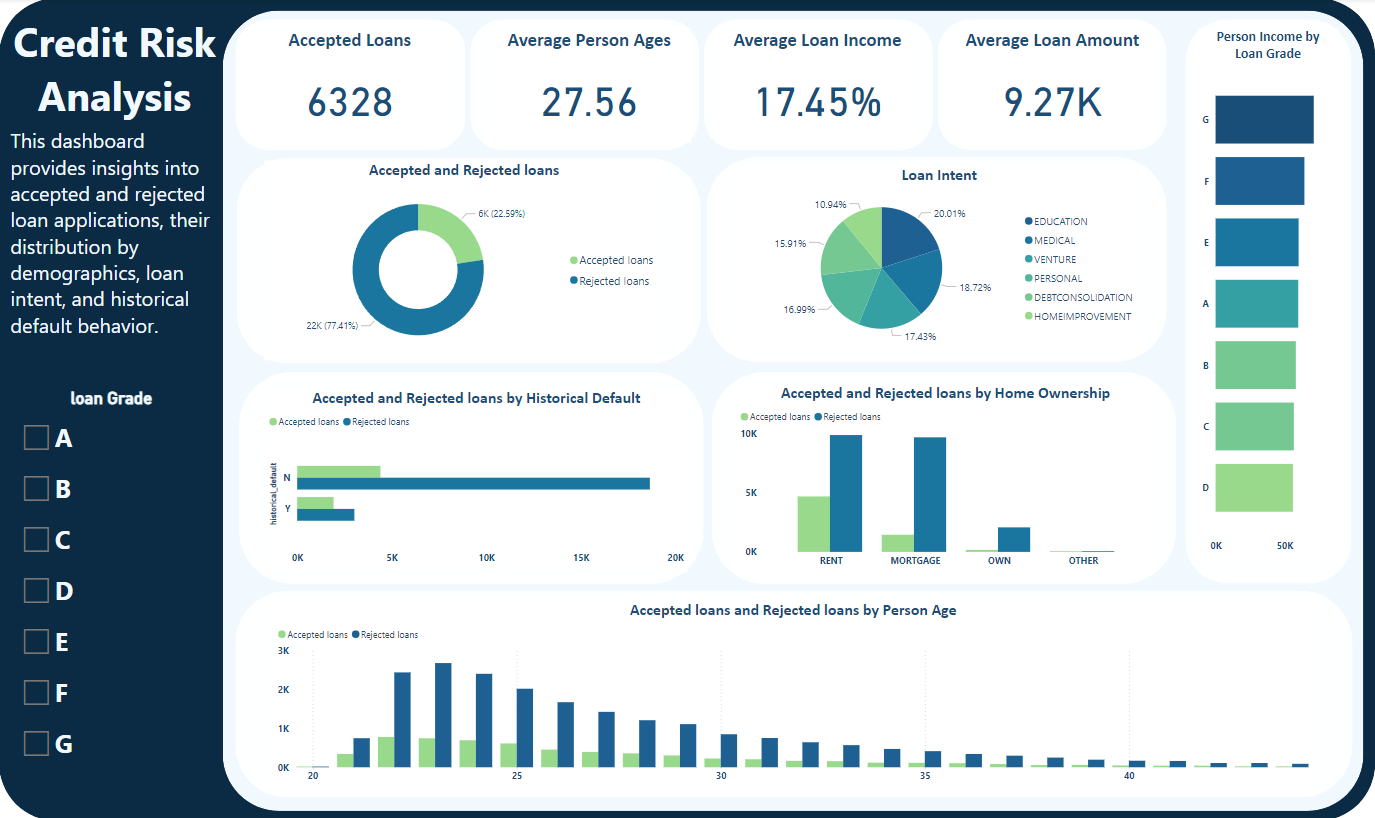 Credit Risk
Analysis
This dashboard
provides insights into
accepted and rejected
loan applications, their
distribution by
demographics, loan
intent, and historical
default behavior.
loan Grade
A
B
C
D
E
F
G
Accepted Loans
6328
Average Person Ages
27.56
Average Loan Income
17.45%
Average Loan Amount
9.27K
Accepted and Rejected loans
6K (22.59%)
22K (77.41%)
Accepted loans
Rejected loans
Loan Intent
10.94%
20.01%
15.91%
18.72%
16.99%
17.43%
EDUCATION
MEDICAL
VENTURE
PERSONAL
DEBTCONSOLIDATION
HOMEIMPROVEMENT
Person Income by
Loan Grade
G
F
E
A
B
C
D
0K 50K
Accepted and Rejected loans by Historical Default
Accepted loans Rejected loans
historical_default
N
Y
0K 5K 10K 15K 20K
Accepted and Rejected loans by Home Ownership
Accepted loans Rejected loans
10K
5K
0K
RENT MORTGAGE OWN OTHER
Accepted loans and Rejected loans by Person Age
Accepted loans Rejected loans
3K
2K
1K
0K
20 25 30 35 40